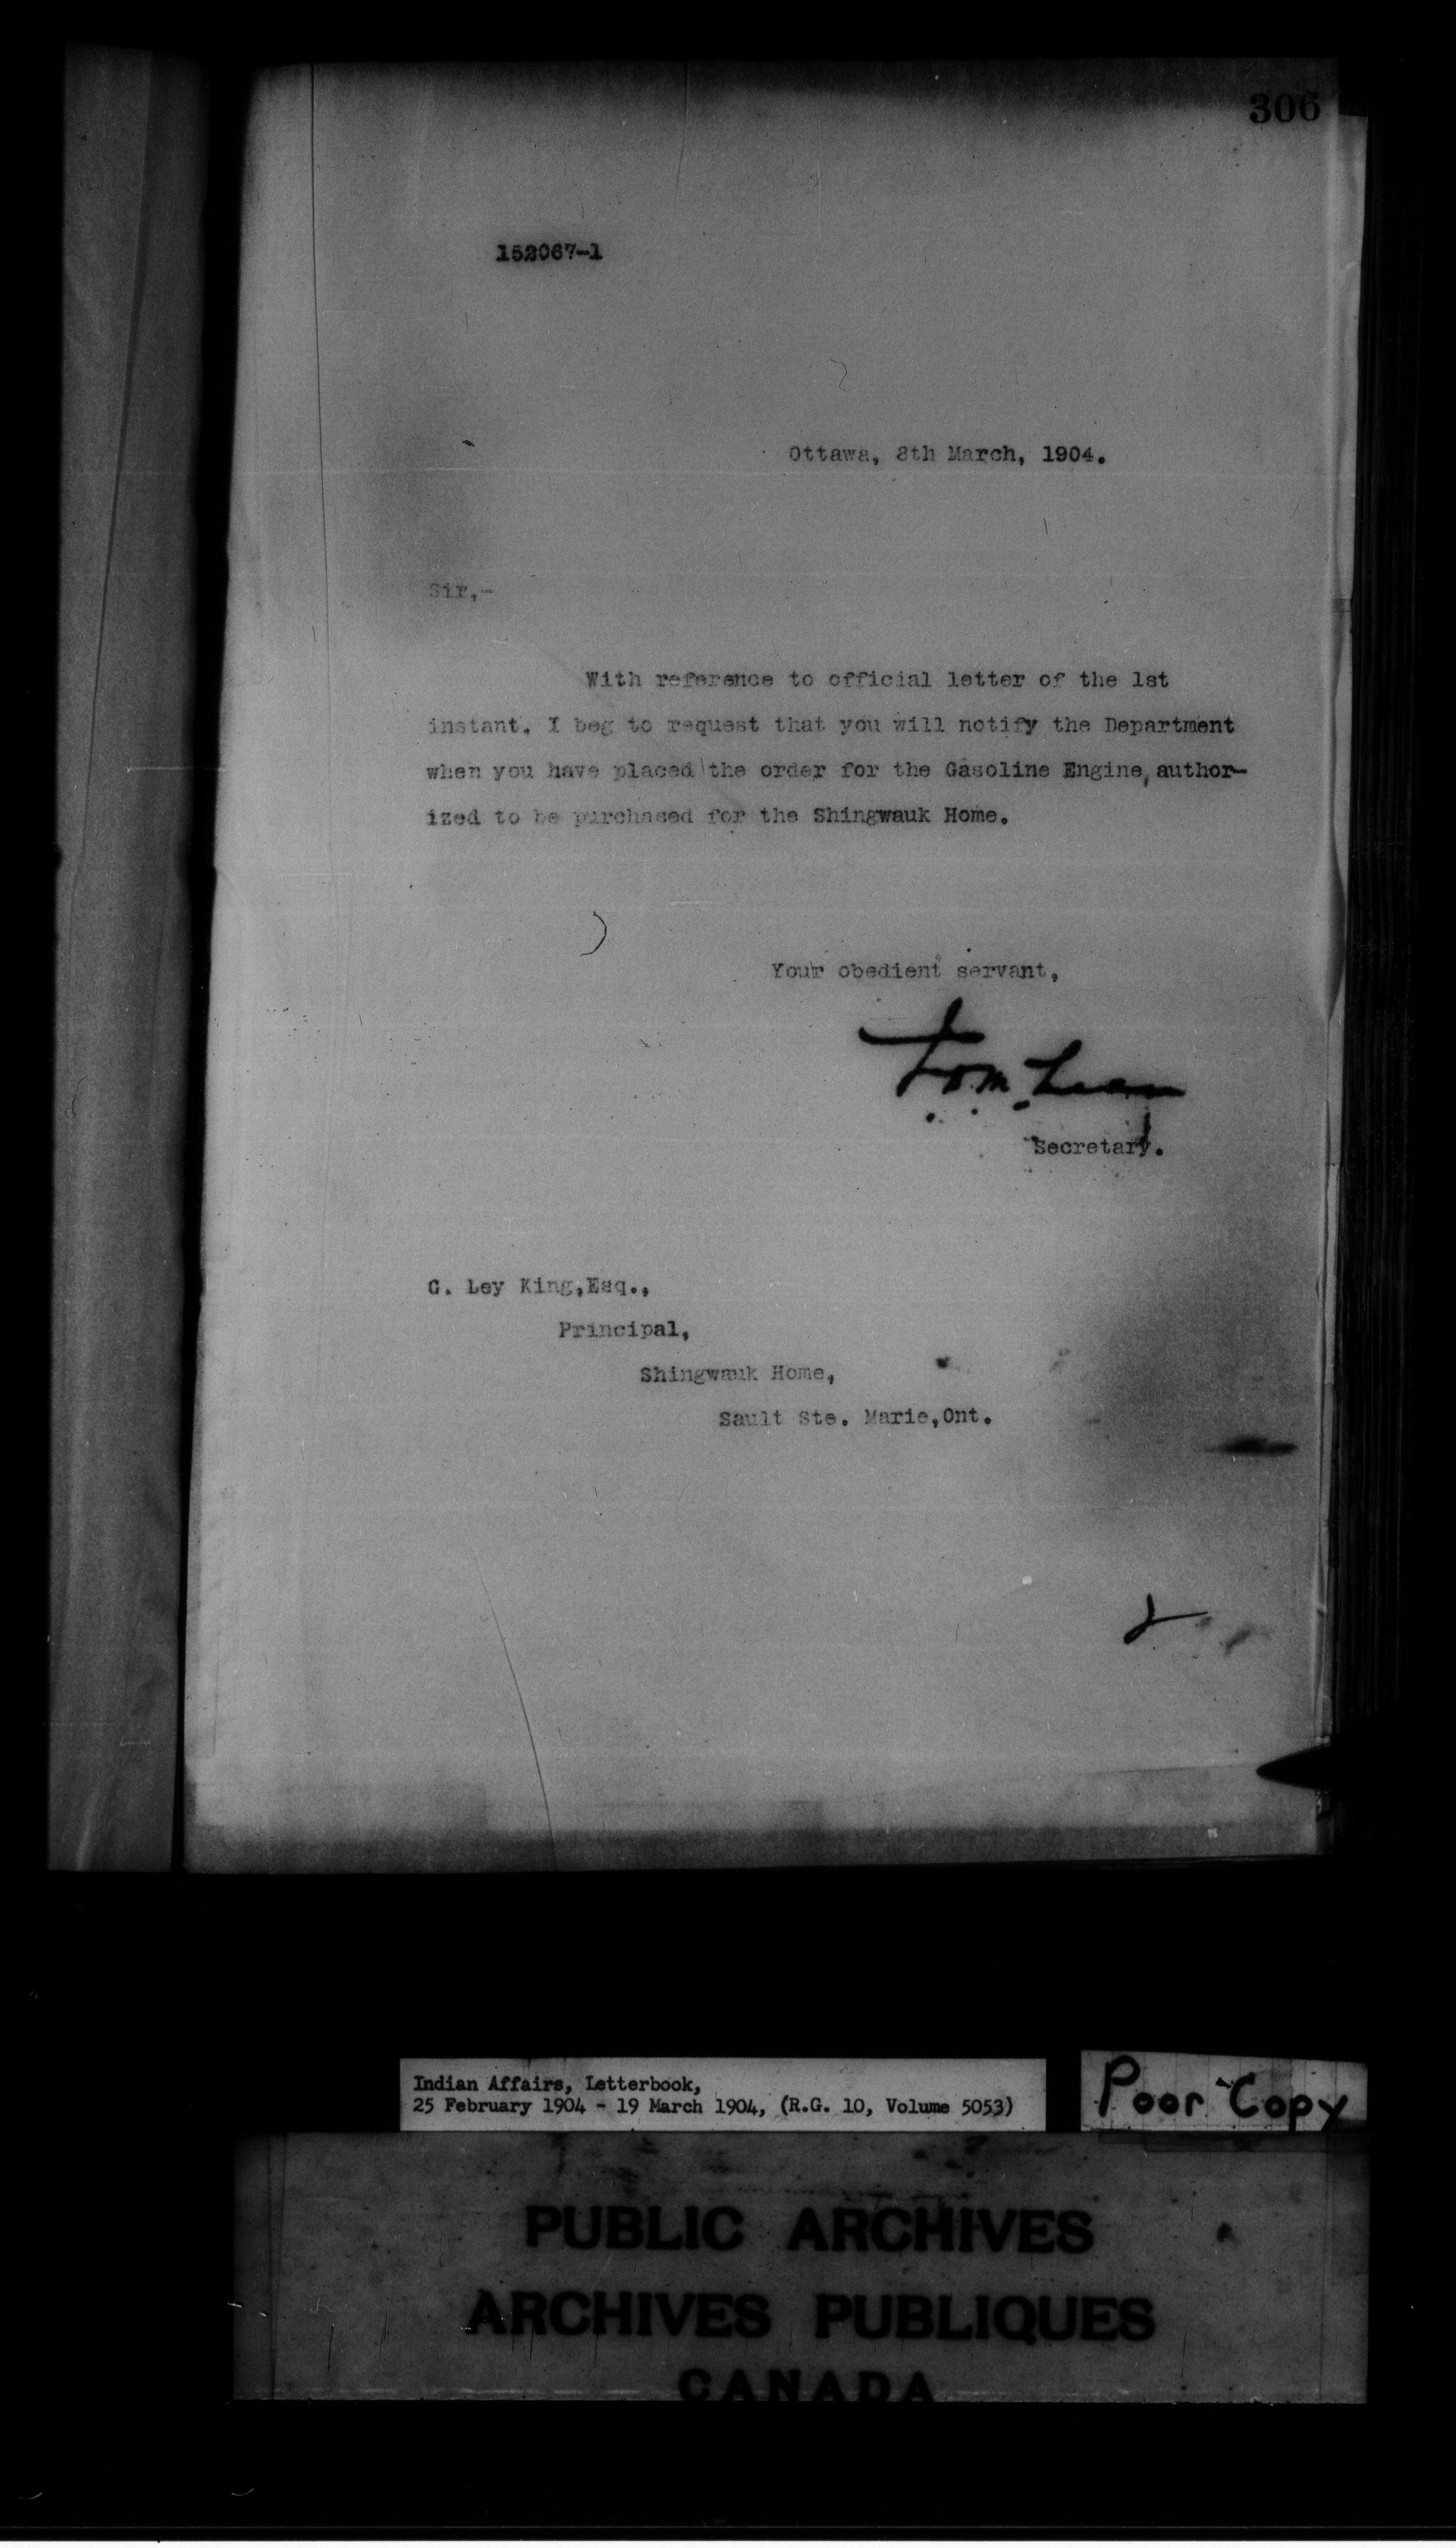 306
152067-1
Ottawa, 8th March, 1904.
Sir,-
With reference to official letter of the 1st
instant. I beg to request that you will notify the Department
when you have placed the order for the Gasoline Engine, author-
ized to be purchased for the Shingwauk Home.
Your obedient servant,
Secretary.
G. Ley King,Esq.,
Principal,
Shingwauk Home,
Sault Ste. Marie,Ont.
Indian Affairs, Letterbook,
25 February 1904 - 19 March 1904, (R.G. 10, Volume 5053)
Poor Copy
PUBLIC ARCHIVES
ARCHIVES PUBLIQUES
CANADA